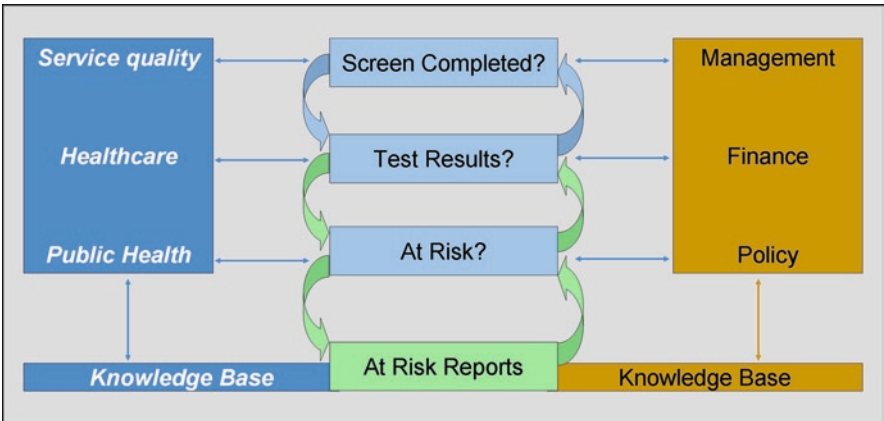 Service quality
Screen Completed?
Management
Healthcare
Test Results?
Finance
Public Health
At Risk?
Policy
Knowledge Base
At Risk Reports
Knowledge Base